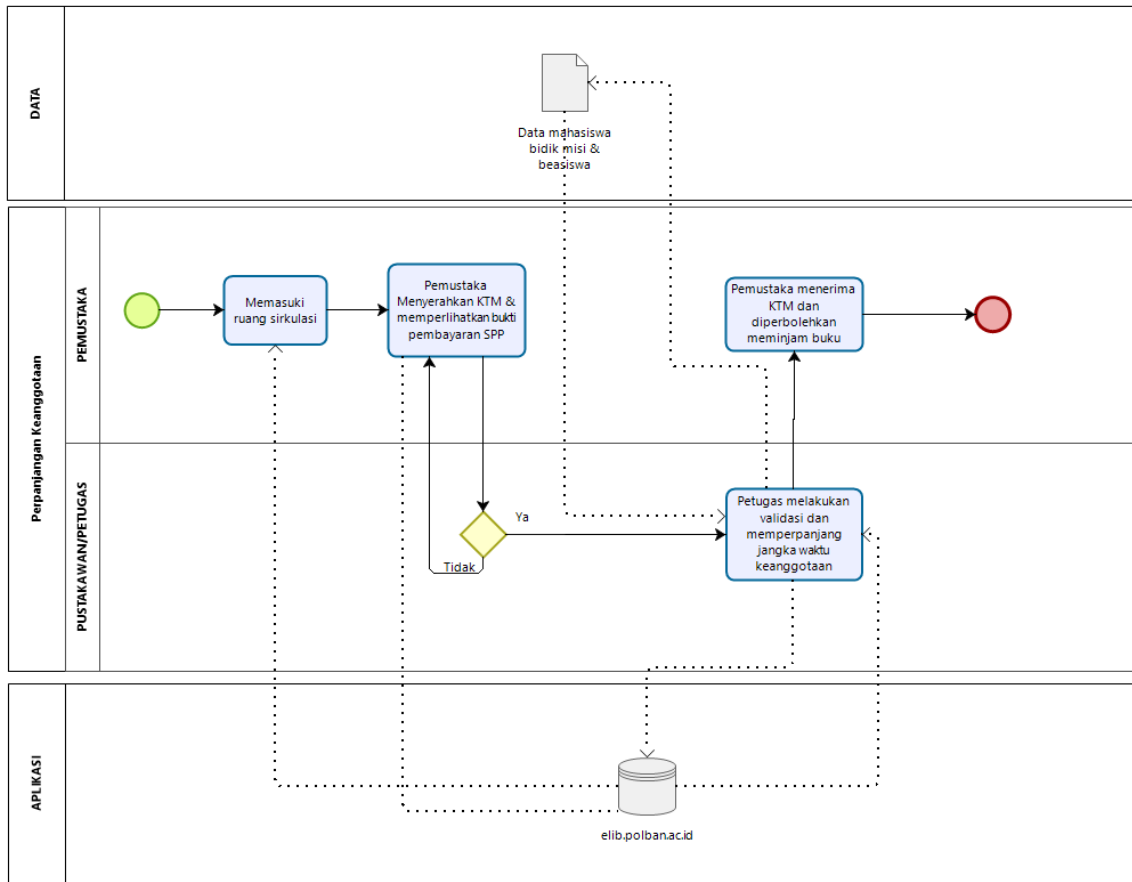 DATA
Data mahasiswa
bidik misi &
beasiswa
Perpanjangan Keanggotaan
PEMUSTAKA
Memasuki
ruang sirkulasi
Pemustaka
Menyerahkan KTM &
memperlihatkan bukti
pembayaran SPP
Pemustaka menerima
KTM dan
diperbolehkan
meminjam buku
PUSTAKAWAN/PETUGAS
Ya
Tidak
Petugas melakukan
validasi dan
memperpanjang
jangka waktu
keanggotaan
APLIKASI
elib.polban.ac.id